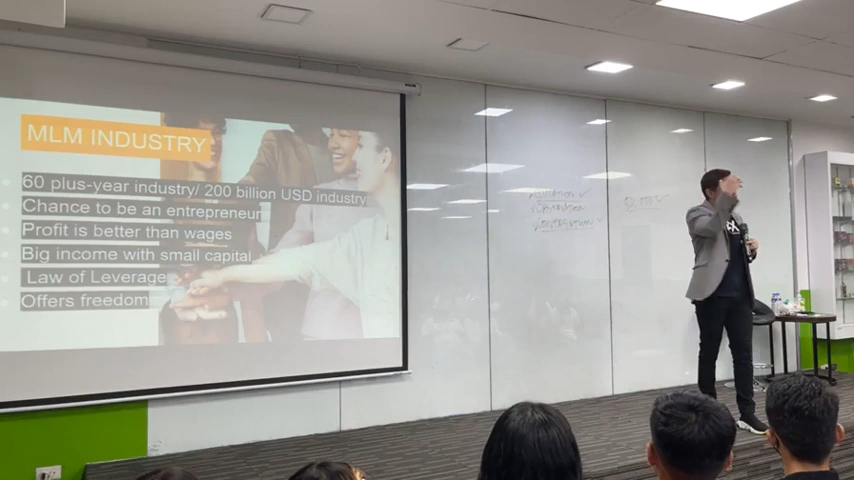 MLM INDUSTRY
60 plus-year industry/ 200 billion USD industry
Chance to be an entrepreneur
Profit is better than wages
Big income with small capital
Law of Leverage
Offers freedom